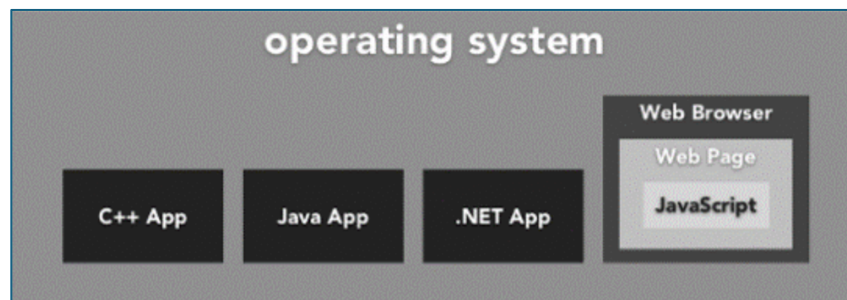 operating system
Web Browser
Web Page
JavaScript
C++ App
Java App
.NET App